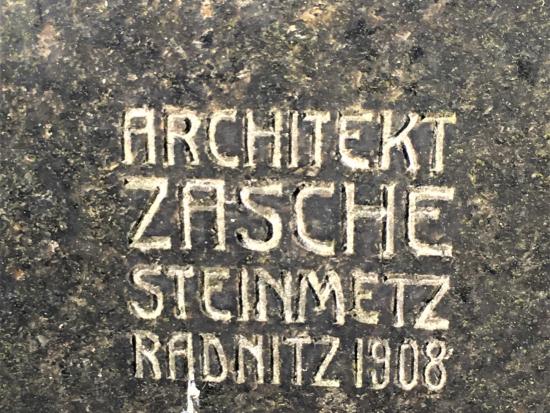 ARCHITEKT
ZASCHE
STEINMETZ
RADNITZ 1908